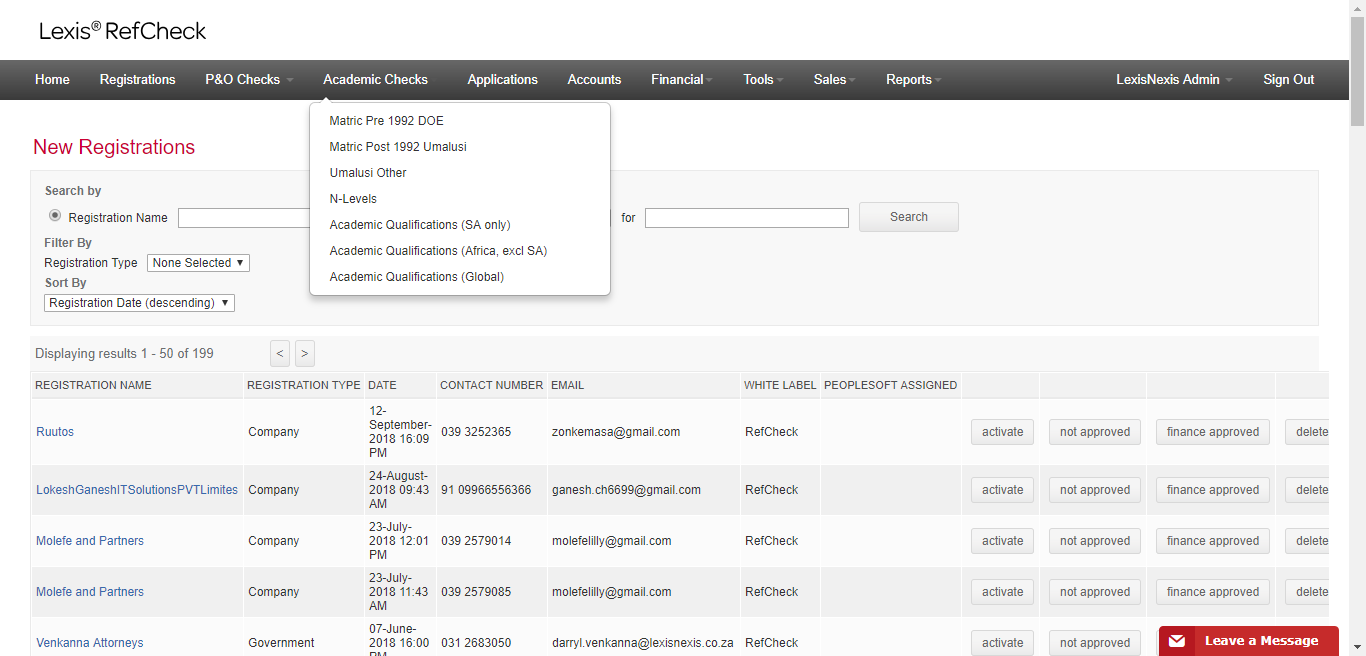 Lexis® RefCheck
Home Registrations P&O Checks Academic Checks Applications Accounts Financial Tools Sales Reports LexisNexis Admin Sign Out
Matric Pre 1992 DOE
Matric Post 1992 Umalusi
Umalusi Other
N-Levels
Academic Qualifications (SA only)
Academic Qualifications (Africa, excl SA)
Academic Qualifications (Global)
New Registrations
Search by
Registration Name for Search
Filter By
Registration Type None Selected
Sort By
Registration Date (descending)
Displaying results 1 - 50 of 199 < >
REGISTRATION NAME REGISTRATION TYPE DATE CONTACT NUMBER EMAIL WHITE LABEL PEOPLESOFT ASSIGNED
Ruutos Company 12-September-2018 16:09 PM 039 3252365 zonkemasa@gmail.com RefCheck activate not approved finance approved delete
LokeshGaneshITSolutionsPVTLimites Company 24-August-2018 09:43 AM 91 09966556366 ganesh.ch6699@gmail.com RefCheck activate not approved finance approved delete
Molefe and Partners Company 23-July-2018 12:01 PM 039 2579014 molefelilly@gmail.com RefCheck activate not approved finance approved delete
Molefe and Partners Company 23-July-2018 11:43 AM 039 2579085 molefelilly@gmail.com RefCheck activate not approved finance approved delete
Venkanna Attorneys Government 07-June-2018 16:00 PM 031 2683050 darryl.venkanna@lexisnexis.co.za RefCheck activate not approved
Leave a Message